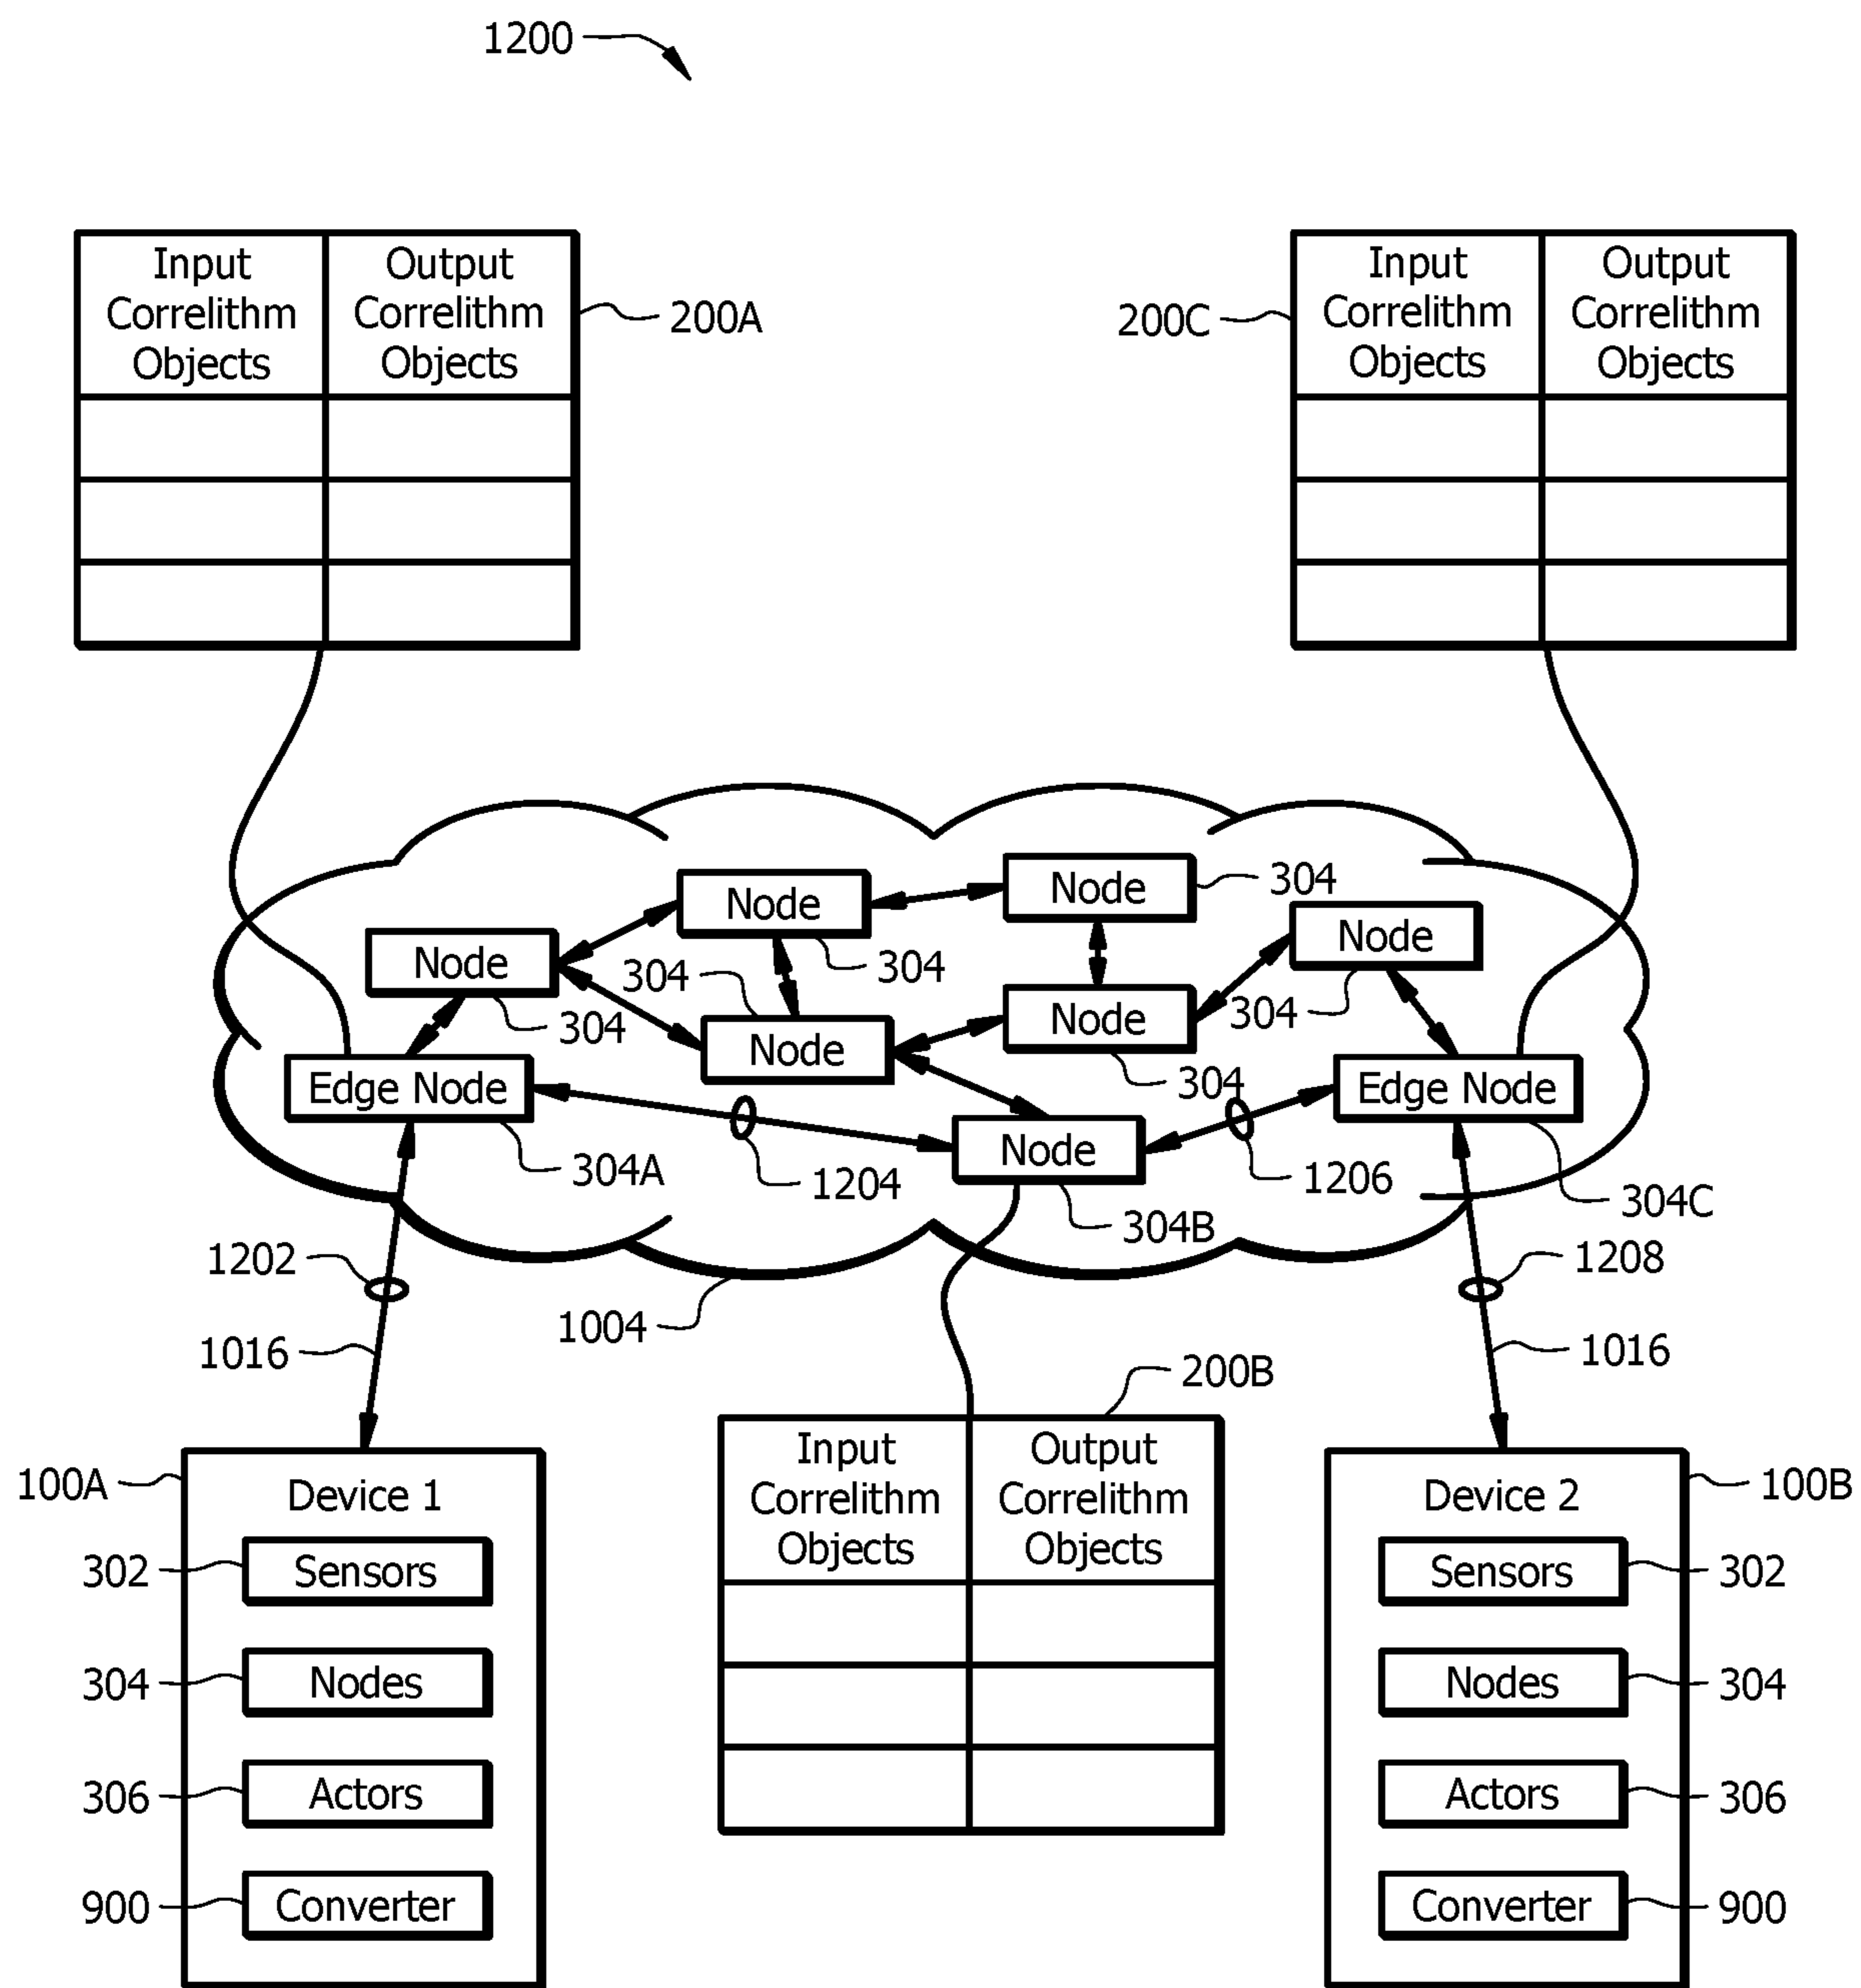 1200
Input
Correlithm
Objects
Output
Correlithm
Objects
200A
200C
Input
Correlithm
Objects
Output
Correlithm
Objects
Node
304
Node
304
Node
304
Node
304
304
Node
Node
304
304
Node
Edge Node
304A
1204
Node
304B
1206
Edge Node
304C
1202
1016
1004
1208
1016
200B
100A
Device 1
302
Sensors
304
Nodes
306
Actors
900
Converter
Input
Correlithm
Objects
Output
Correlithm
Objects
Device 2
100B
Sensors
302
Nodes
304
Actors
306
Converter
900